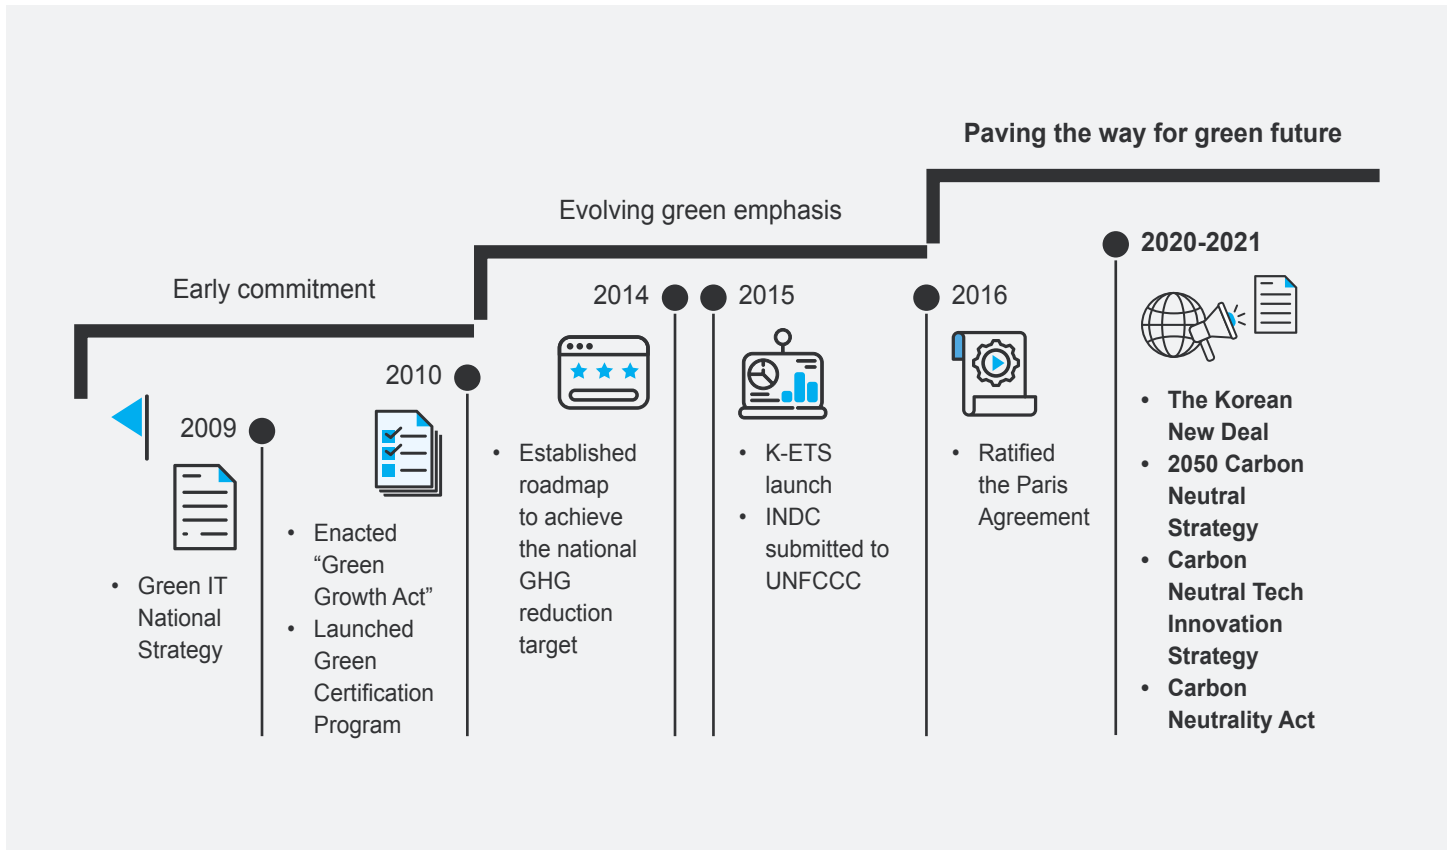 Early commitment
2009
• Green IT
National
Strategy
2010
• Enacted
“Green
Growth Act”
• Launched
Green
Certification
Program
Evolving green emphasis
2014
• Established
roadmap
to achieve
the national
GHG
reduction
target
2015
• K-ETS
launch
• INDC
submitted to
UNFCCC
Paving the way for green future
2016
• Ratified
the Paris
Agreement
2020-2021
• The Korean
New Deal
• 2050 Carbon
Neutral
Strategy
• Carbon
Neutral Tech
Innovation
Strategy
• Carbon
Neutrality Act